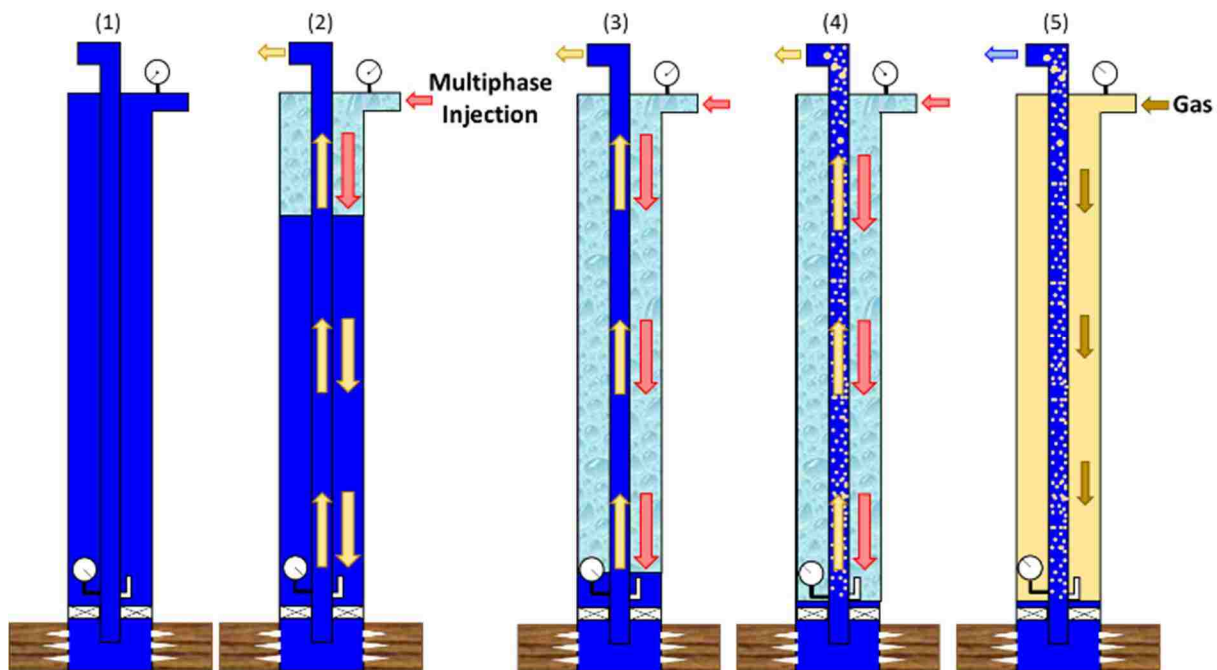 (1)
(2)
(3)
(4)
(5)
Multiphase
Injection
Gas